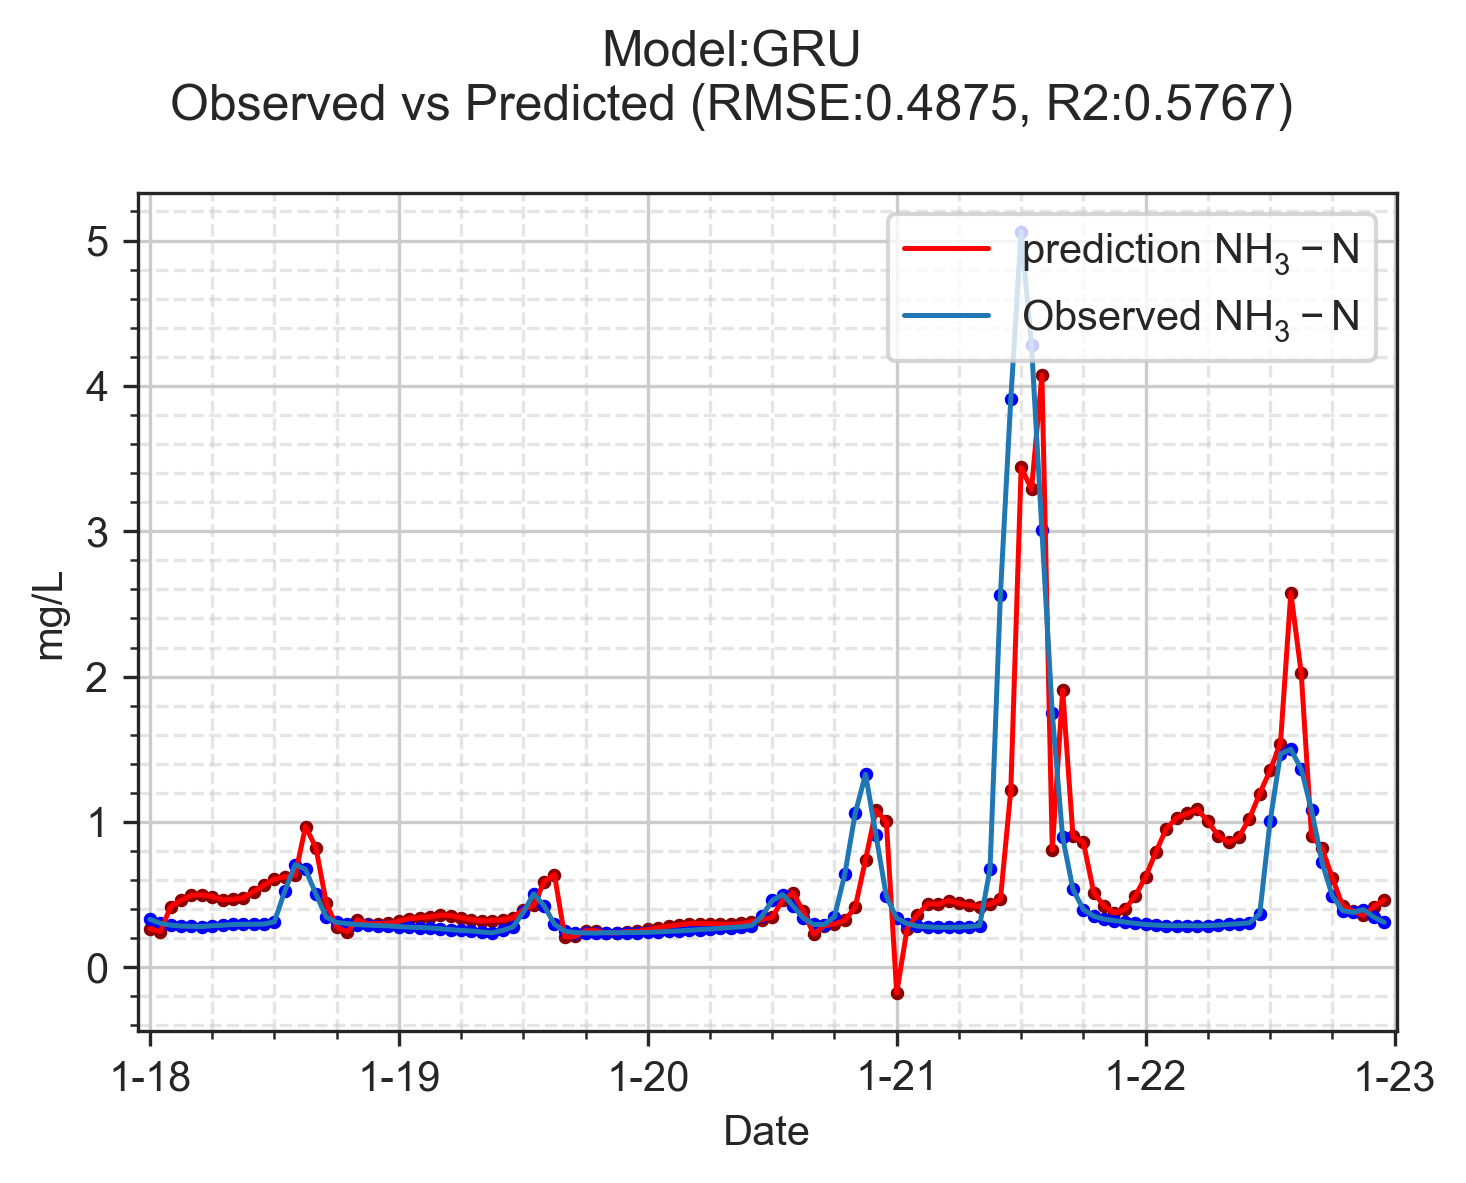 Model:GRU
Observed vs Predicted (RMSE:0.4875, R2:0.5767)
prediction NH₃ − N
Observed NH₃ − N
5
4
3
2
1
0
mg/L
1-18 1-19 1-20 1-21 1-22 1-23
Date